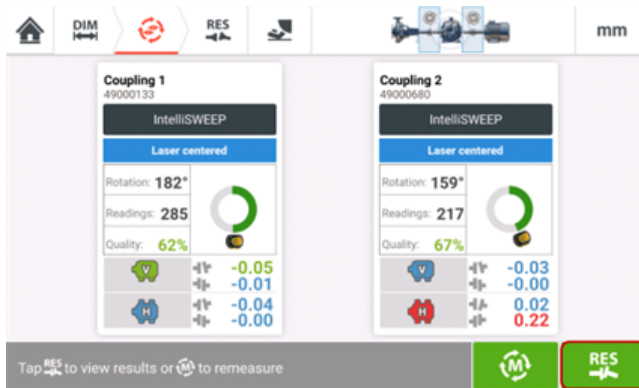 DIM
RES
mm
Coupling 1
49000133
IntelliSWEEP
Laser centered
Rotation: 182°
Readings: 285
Quality: 62%
V
-0.05
-0.01
H
-0.04
-0.00
Coupling 2
49000680
IntelliSWEEP
Laser centered
Rotation: 159°
Readings: 217
Quality: 67%
V
-0.03
-0.00
H
0.02
0.22
Tap RES to view results or M to remeasure
M
RES